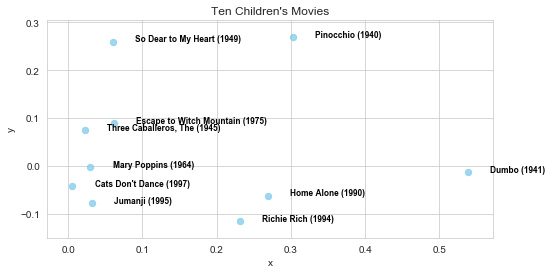 Ten Children's Movies
0.3
So Dear to My Heart (1949)
Pinocchio (1940)
0.2
y
0.1
Escape to Witch Mountain (1975)
Three Caballeros, The (1945)
0.0
Mary Poppins (1964)
Dumbo (1941)
Cats Don't Dance (1997)
Home Alone (1990)
Jumanji (1995)
−0.1
Richie Rich (1994)
0.0 0.1 0.2 0.3 0.4 0.5
x